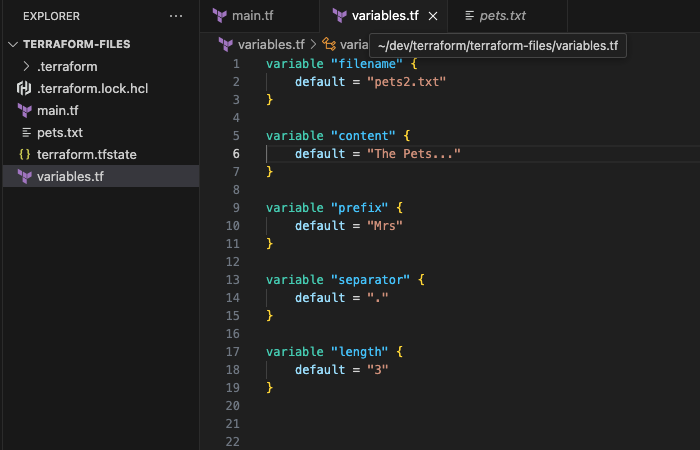 EXPLORER ...
TERRAFORM-FILES
.terraform
.terraform.lock.hcl
main.tf
pets.txt
{} terraform.tfstate
variables.tf
main.tf
variables.tf
pets.txt
variables.tf > varia
~/dev/terraform/terraform-files/variables.tf
1 variable "filename" {
2 default = "pets2.txt"
3 }
4
5 variable "content" {
6 default = "The Pets..."
7 }
8
9 variable "prefix" {
10 default = "Mrs"
11 }
12
13 variable "separator" {
14 default = "."
15 }
16
17 variable "length" {
18 default = "3"
19 }
20
21
22